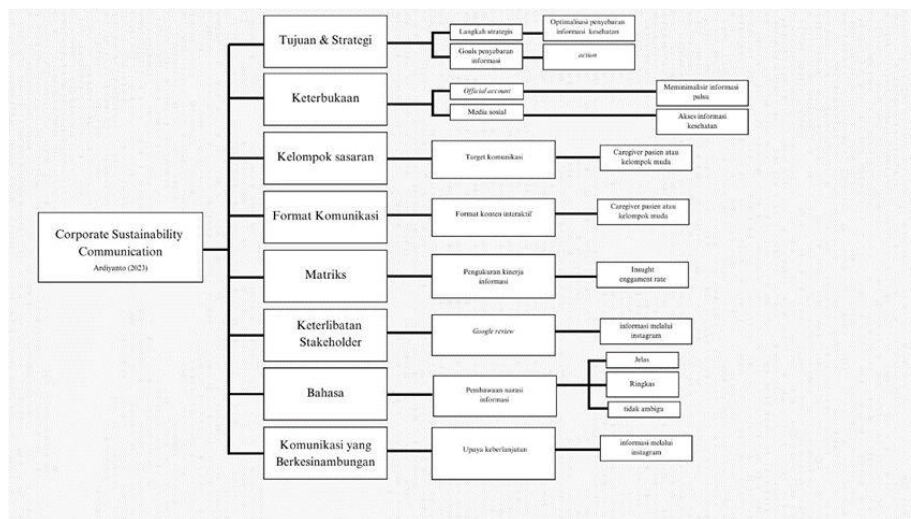 Corporate Sustainability
Communication
Ardiyanto (2023)
Tujuan & Strategi
Langkah strategis
Optimalisasi penyebaran
informasi kesehatan
Goals penyebaran
informasi
action
Keterbukaan
Official account
Meminimalisir informasi
palsu
Media sosial
Akses informasi
kesehatan
Kelompok sasaran
Target komunikasi
Caregiver pasien atau
kelompok muda
Format Komunikasi
Format konten interaktif
Caregiver pasien atau
kelompok muda
Matriks
Pengukuran kinerja
informasi
Insught
enggament rate
Keterlibatan
Stakeholder
Google review
informasi melalui
instagram
Bahasa
Pembawaan narasi
informasi
Jelas
Ringkas
tidak ambigu
Komunikasi yang
Berkesinambungan
Upaya keberlanjutan
informasi melalui
instagram